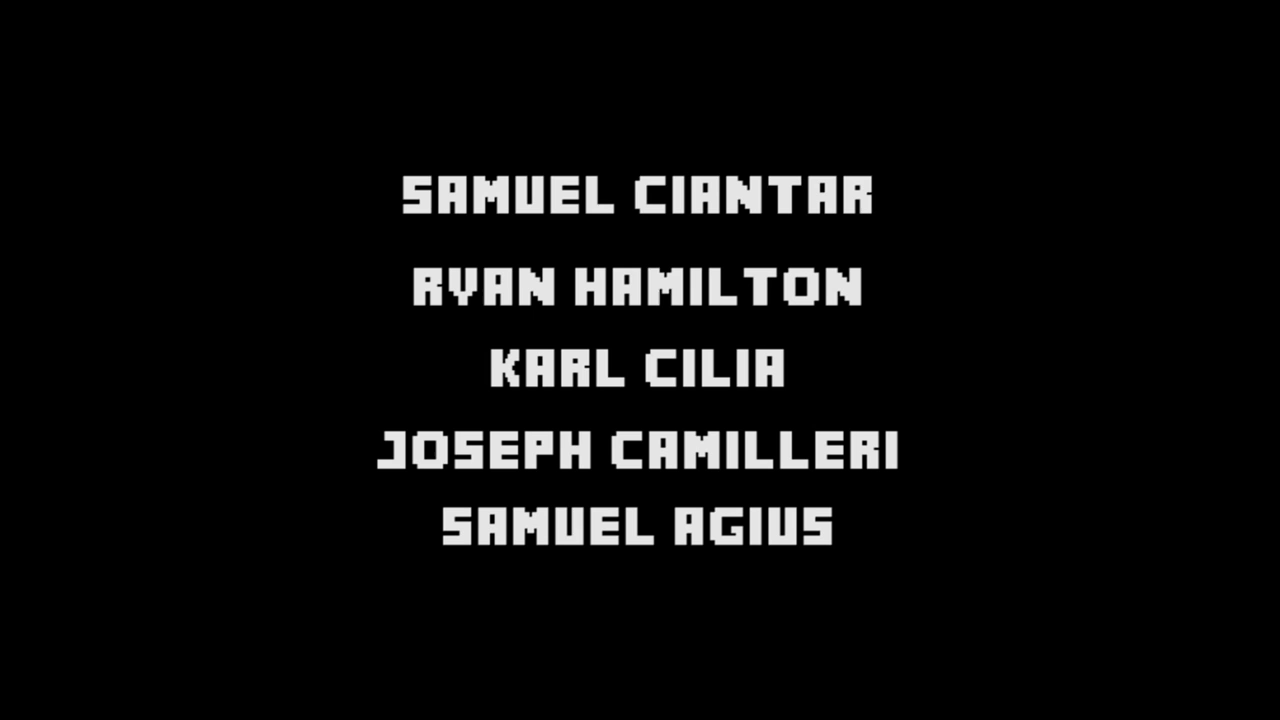 SAMUEL CIANTAR
RYAN HAMILTON
KARL CILIA
JOSEPH CAMILLERI
SAMUEL AGIUS